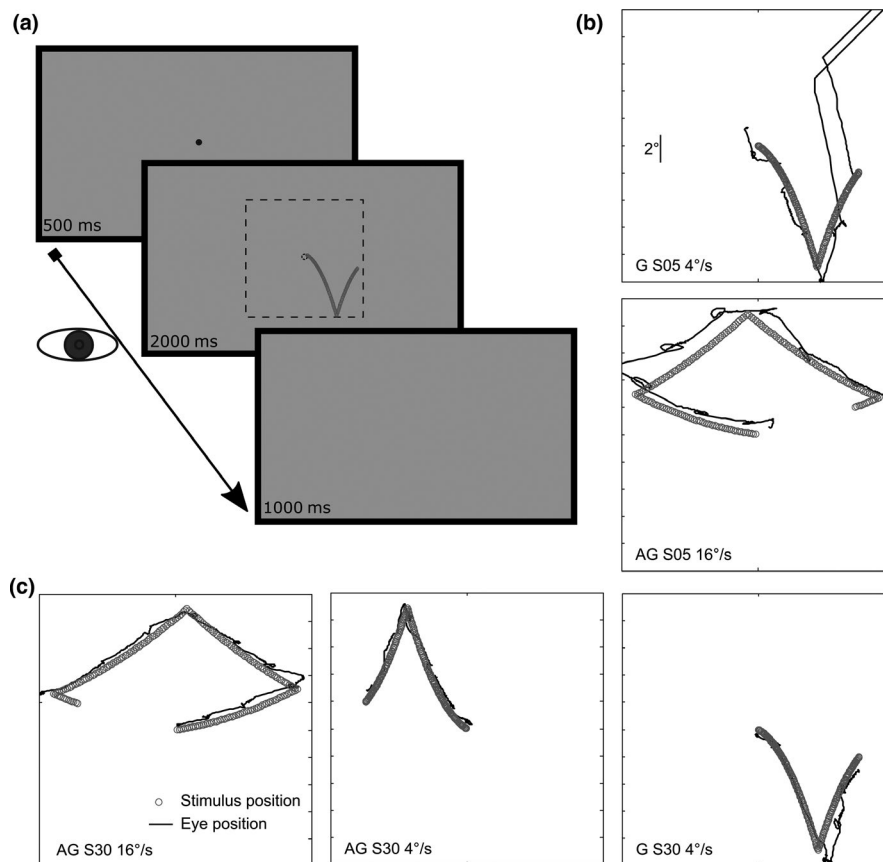 (a)
500 ms
2000 ms
1000 ms
(b)
2°
G S05 4°/s
AG S05 16°/s
(c)
Stimulus position
Eye position
AG S30 16°/s
AG S30 4°/s
G S30 4°/s